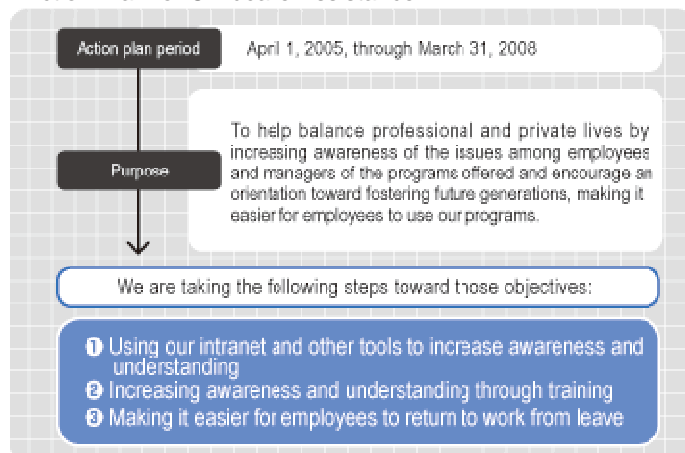 Action plan period
April 1, 2005, through March 31, 2008
Purpose
To help balance professional and private lives by
increasing awareness of the issues among employees
and managers of the programs offered and encourage an
orientation toward fostering future generations, making it
easier for employees to use our programs.
We are taking the following steps toward those objectives:
❶ Using our intranet and other tools to increase awareness and
understanding
❷ Increasing awareness and understanding through training
❸ Making it easier for employees to return to work from leave